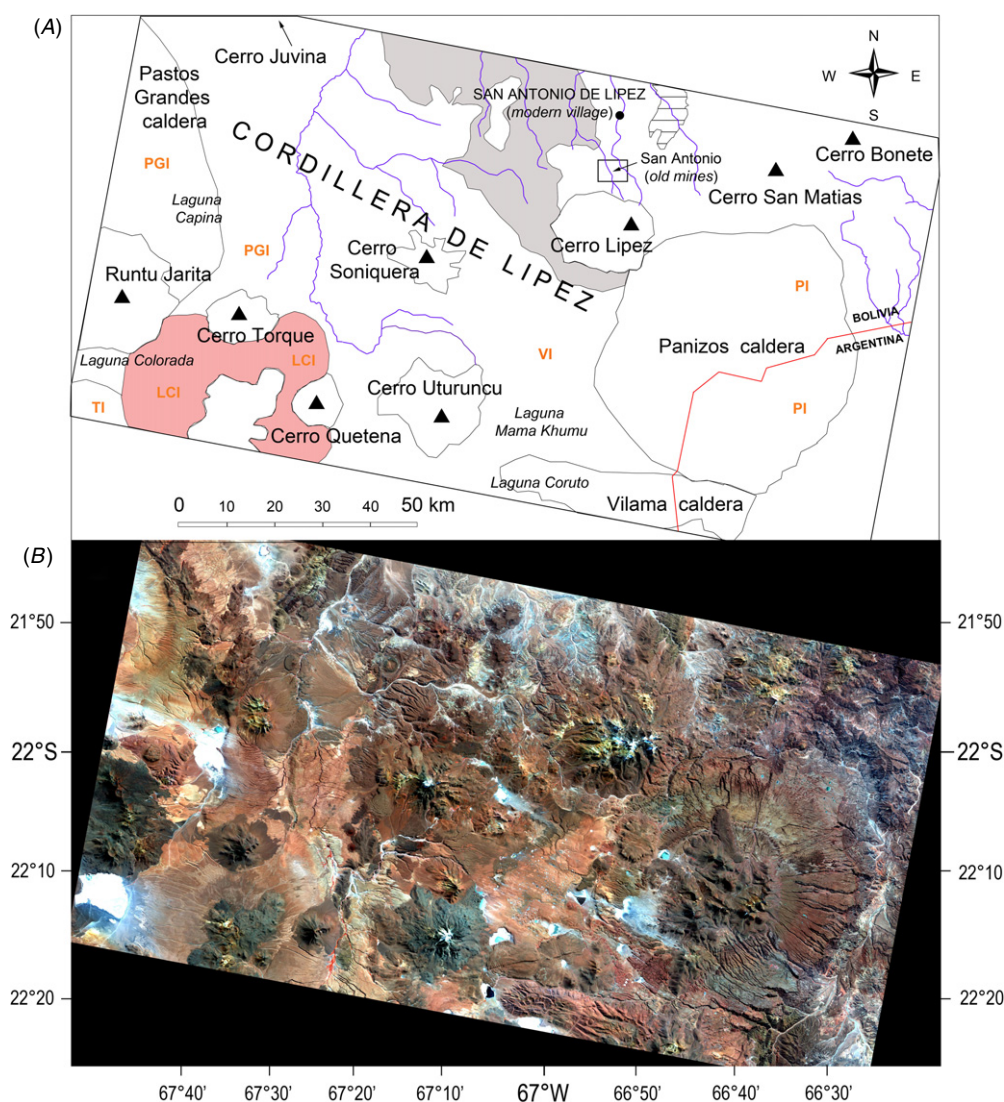 (A)
Cerro Juvina
N
W E
S
Pastos
Grandes
caldera
SAN ANTONIO DE LIPEZ
(modern village)
Cerro Bonete
PGI
San Antonio
(old mines)
Cerro San Matias
CORDILLERA DE LIPEZ
Laguna
Capina
PGI
Cerro
Soniquera
Cerro Lipez
Runtu Jarita
PI
Cerro Torque
BOLIVIA
ARGENTINA
Panizos caldera
Laguna Colorada
LCI
VI
LCI
TI
Cerro Uturuncu
PI
Cerro Quetena
Laguna
Mama Khumu
Laguna Coruto
Vilama caldera
0 10 20 30 40 50 km
(B)
21°50'
21°50'
22°S
22°S
22°10'
22°10'
22°20'
22°20'
67°40' 67°30' 67°20' 67°10' 67°W 66°50' 66°40' 66°30'